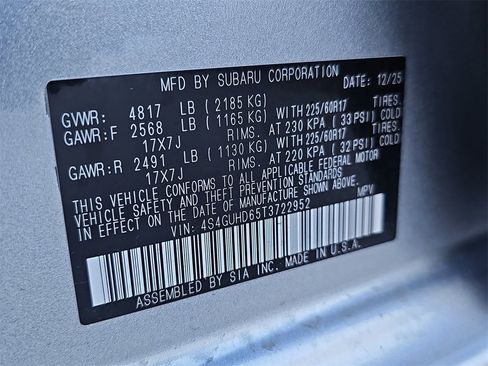 MFD BY SUBARU CORPORATION DATE: 12/25
GVWR: 4817 LB (2185 KG)
GAWR:F 2568 LB (1165 KG) WITH 225/60R17 TIRES.
17X7J RIMS. AT 230 KPA (33 PSI) COLD
GAWR:R 2491 LB (1130 KG) WITH 225/60R17 TIRES.
17X7J RIMS. AT 220 KPA (32 PSI) COLD
THIS VEHICLE CONFORMS TO ALL APPLICABLE FEDERAL MOTOR
VEHICLE SAFETY AND THEFT PREVENTION STANDARDS
IN EFFECT ON THE DATE OF MANUFACTURE SHOWN ABOVE.
VIN: 4S4GUHD65T3722952 MPV
ASSEMBLED BY SIA INC. MADE IN U.S.A.